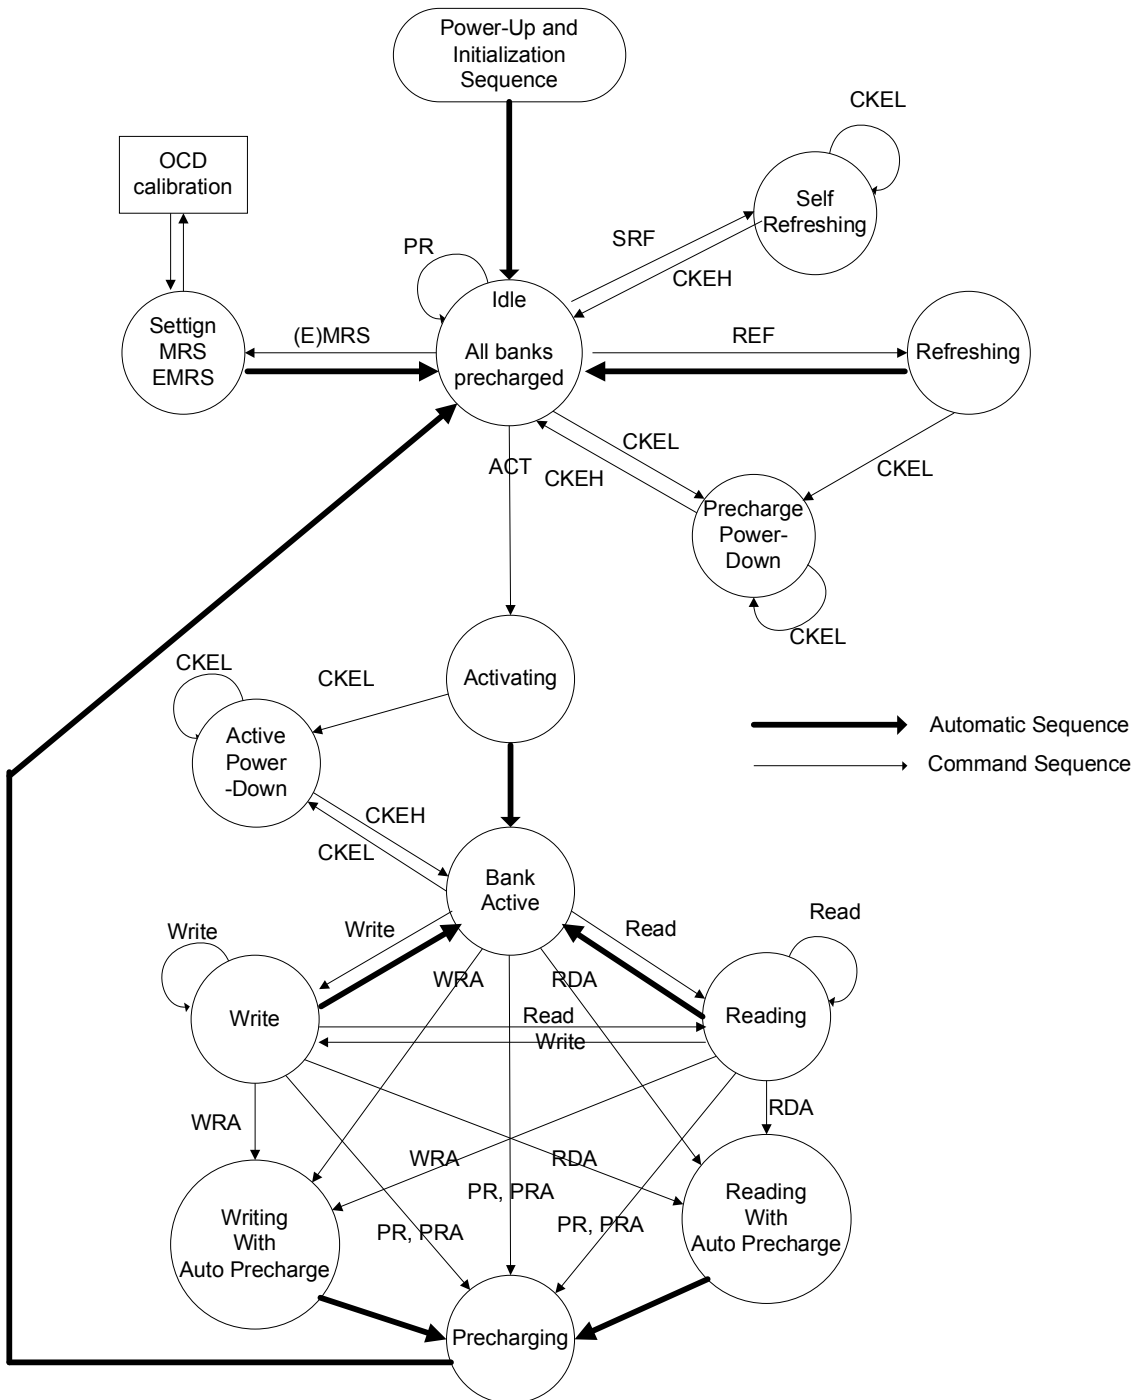 Power-Up and
Initialization
Sequence
CKEL
OCD
calibration
Self
Refreshing
SRF
PR
CKEH
Idle
Settign
MRS
EMRS
(E)MRS
All banks
precharged
REF
Refreshing
CKEL
ACT
CKEH
CKEL
Precharge
Power-
Down
CKEL
CKEL
CKEL
Activating
Active
Power
-Down
Automatic Sequence
Command Sequence
CKEH
CKEL
Bank
Active
Write
Write
Read
Read
WRA
RDA
Write
Read
Write
Reading
WRA
RDA
WRA
RDA
PR, PRA
PR, PRA
PR, PRA
Writing
With
Auto Precharge
Reading
With
Auto Precharge
Precharging